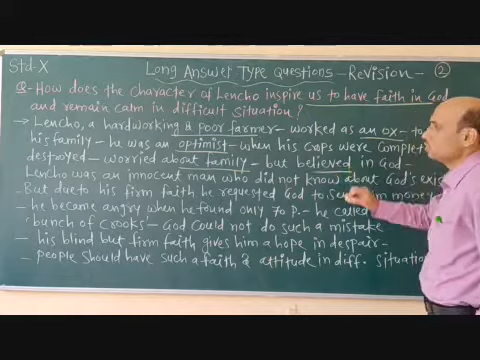 Std-X Long Answer Type Questions - Revision - 2
Q- How does the character of Lencho inspire us to have faith in God
and remain calm in difficult situation?
→ Lencho, a hardworking & poor farmer - worked as an ox - to
his family - he was an optimist - when his crops were complet
destroyed - worried about family - but believed in God -
Lencho was an innocent man who did not know about God's exis
- But due to his firm faith he requested God to money
- he became angry when he found only 70 P. - he called
bunch of crooks - God could not do such a mistake
- his blind but firm faith gives him a hope in despair -
- people should have such a faith & attitude in diff. situation